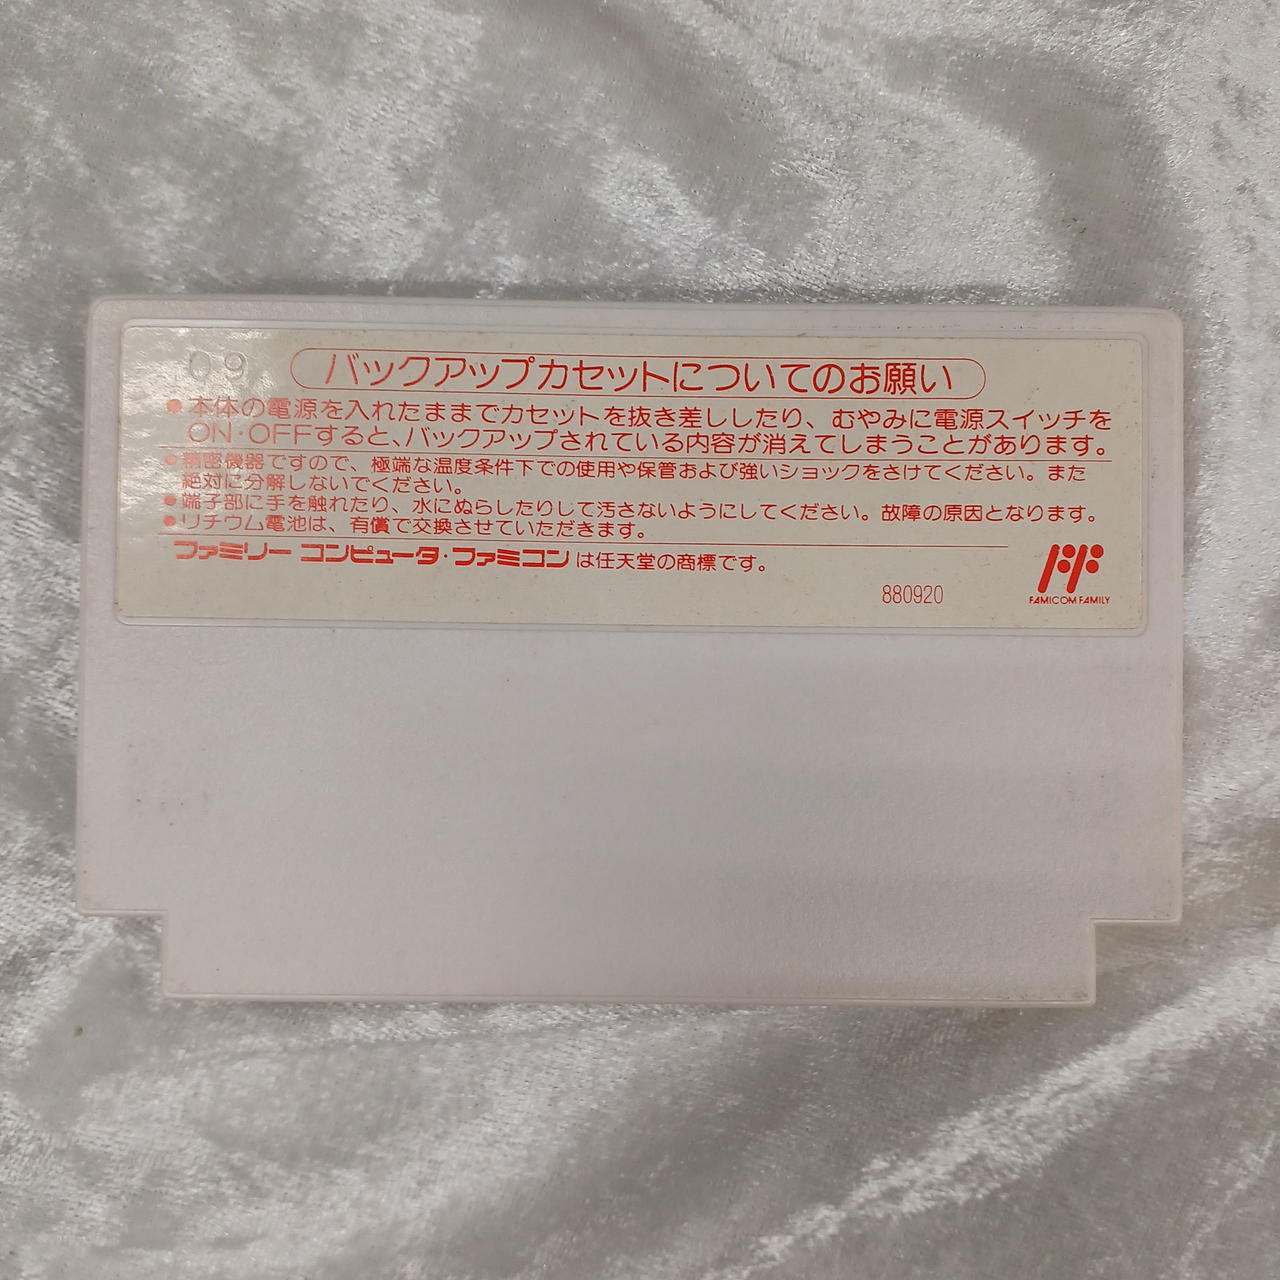 09
バックアップカセットについてのお願い
●本体の電源を入れたままでカセットを抜き差ししたり、むやみに電源スイッチを
ON・OFFすると、バックアップされている内容が消えてしまうことがあります。
●精密機器ですので、極端な温度条件下での使用や保管および強いショックをさけてください。また
絶対に分解しないでください。
●端子部に手を触れたり、水にぬらしたりして汚さないようにしてください。故障の原因となります。
●リチウム電池は、有償で交換させていただきます。
ファミリーコンピュータ・ファミコンは任天堂の商標です。
880920
FAMICOM FAMILY